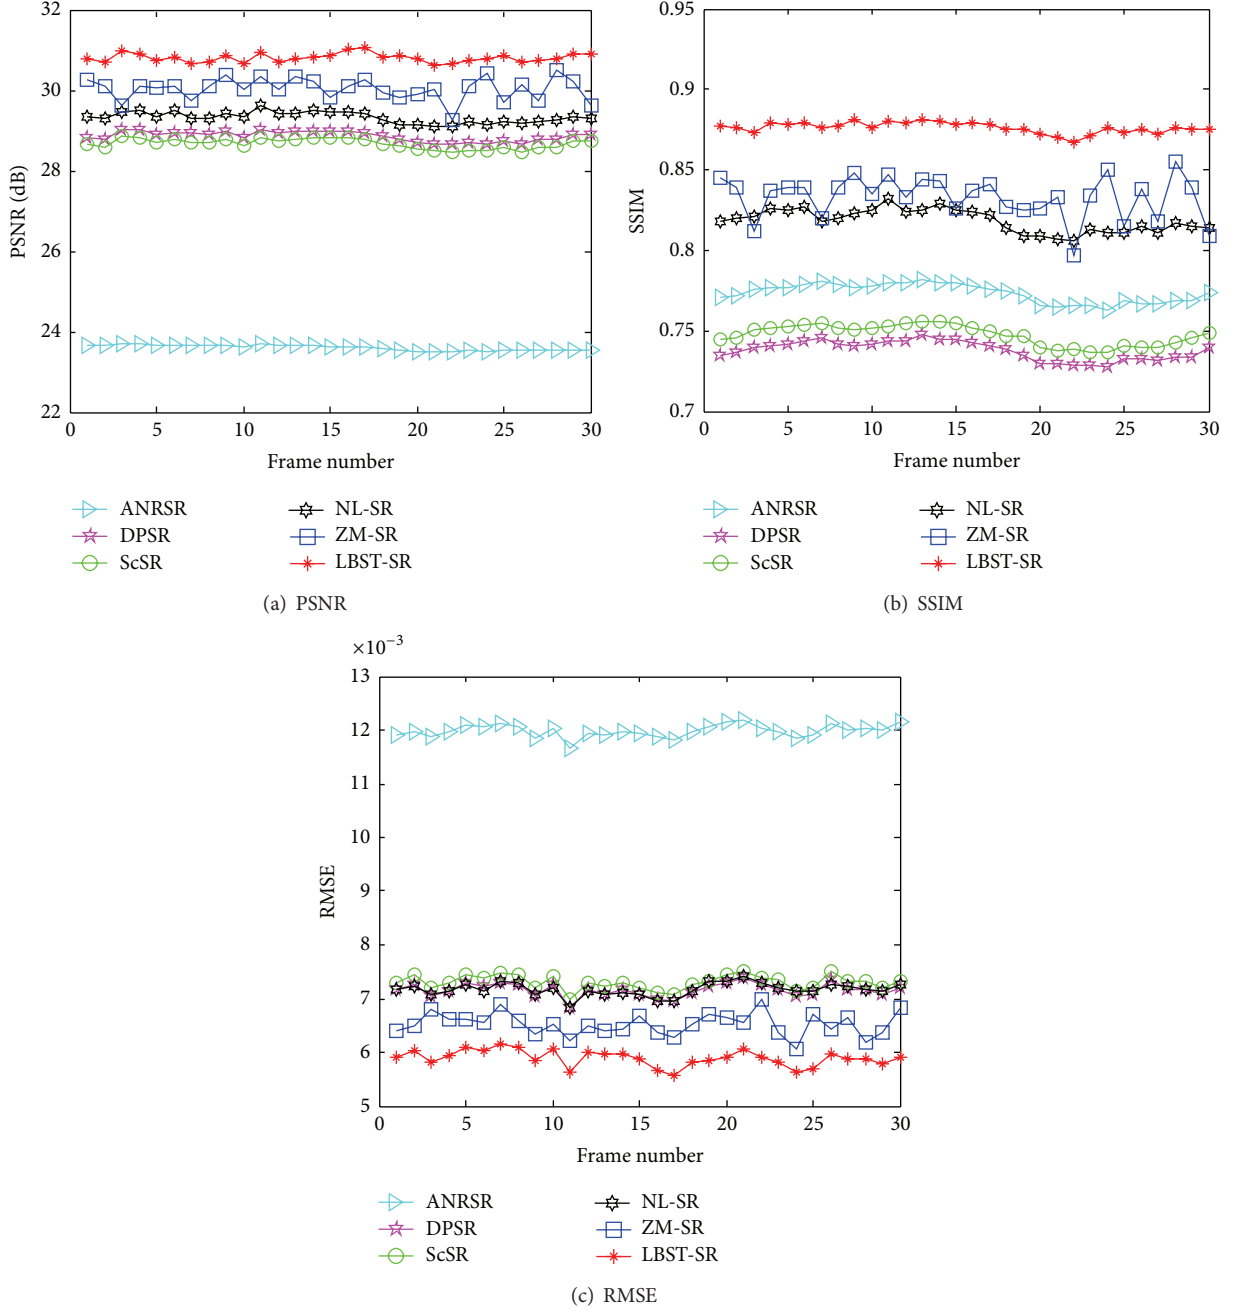 32
30
28
26
24
22
PSNR (dB)
0 5 10 15 20 25 30
Frame number
ANRSR
DPSR
ScSR
NL-SR
ZM-SR
LBST-SR
(a) PSNR
0.95
0.9
0.85
0.8
0.75
0.7
SSIM
0 5 10 15 20 25 30
Frame number
ANRSR
DPSR
ScSR
NL-SR
ZM-SR
LBST-SR
(b) SSIM
×10−3
13
12
11
10
9
8
7
6
5
RMSE
0 5 10 15 20 25 30
Frame number
ANRSR
DPSR
ScSR
NL-SR
ZM-SR
LBST-SR
(c) RMSE